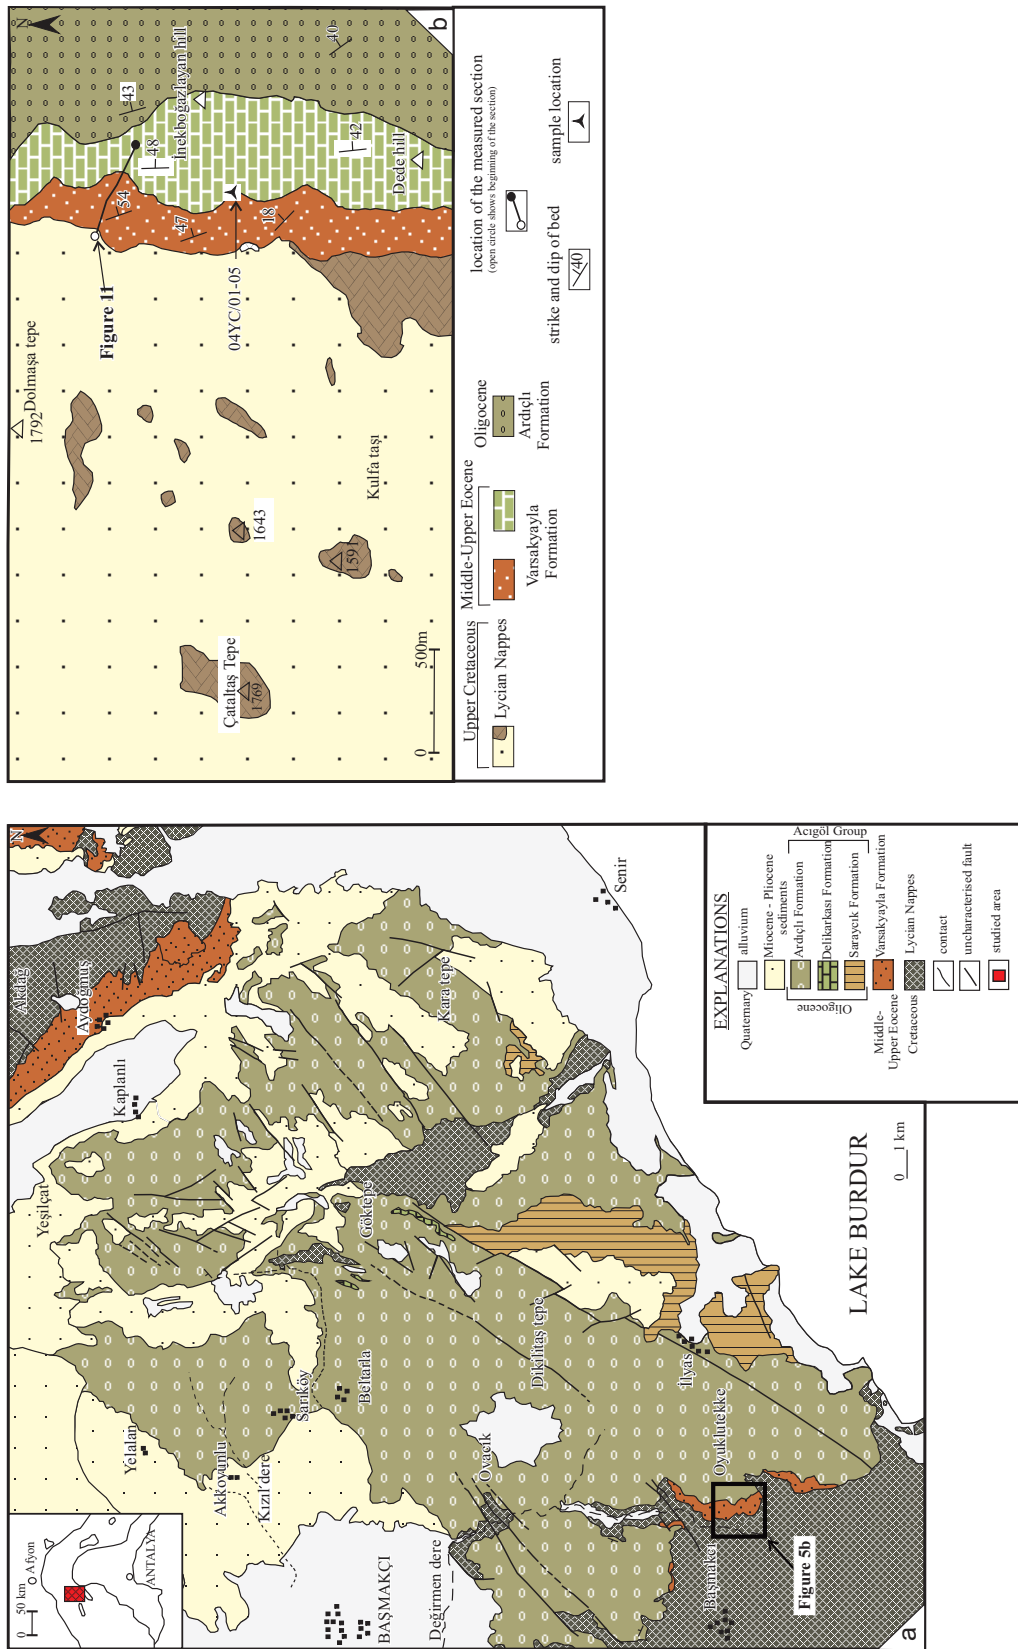 N
Akdağ
Aydoğmuş
Kaplanlı
Yeşilçat
Kara tepe
Senir
Göktepe
Yelalan
Akkoyunlu
Kızıl dere
Sarıköy
Beltarla
Dikilitaş tepe
Ovacık
İlyas
Oyuklutekke
BAŞMAKÇI
Değirmen dere
Başmakçı
Figure 5b
LAKE BURDUR
0 1 km
a
0 50 km
Afyon
ANTALYA
EXPLANATIONS
Quaternary
alluvium
Miocene - Pliocene
sediments
Oligocene
Ardıçlı Formation
Delikarkası Formation
Saraycık Formation
Acıgöl Group
Middle-
Upper Eocene
Varsakyayla Formation
Cretaceous
Lycian Nappes
contact
uncharacterised fault
studied area
N
b
40
43
İnekboğazlayan hill
48
42
Dede hill
54
47
18
Figure 11
04YC/01-05
Dolmaşa tepe
1792
Kulfa taşı
1643
1591
Çataltaş Tepe
1769
0 500m
Upper Cretaceous
Lycian Nappes
Middle-Upper Eocene
Varsakyayla
Formation
Oligocene
Ardıçlı
Formation
location of the measured section
(open circle shows beginning of the section)
strike and dip of bed
40
sample location